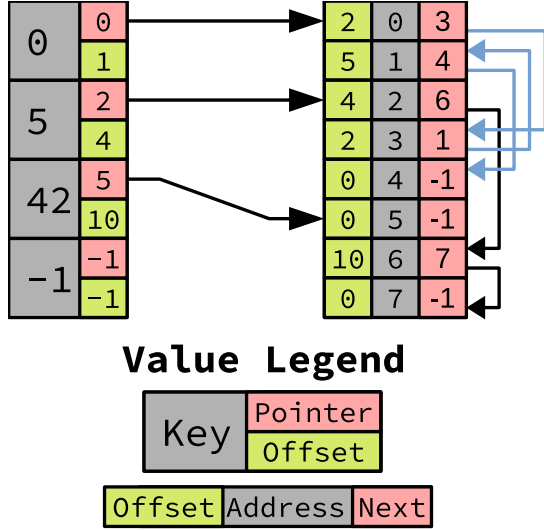 0 0 2 0 3
1 5 1 4
5 2 4 2 6
4 2 3 1
42 5 0 4 -1
10 0 5 -1
-1 -1 10 6 7
-1 0 7 -1
Value Legend
Key Pointer
Offset
Offset Address Next